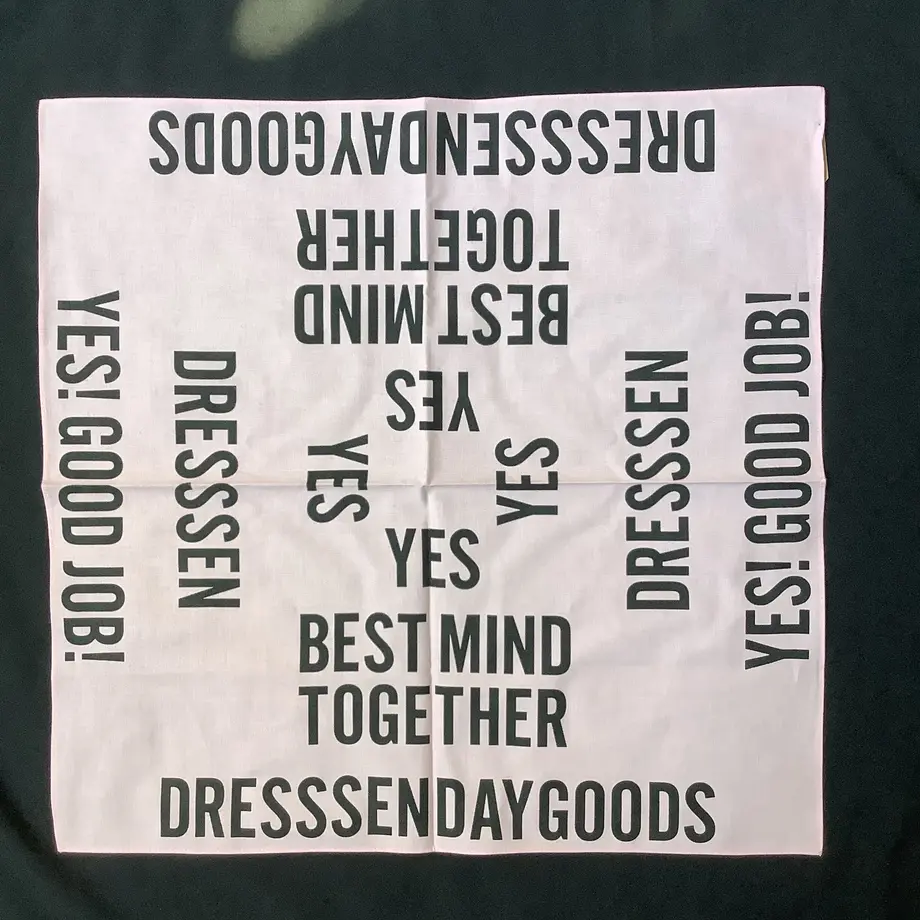 DRESSSENDAYGOODS
TOGETHER
BEST MIND
YES
YES! GOOD JOB!
DRESSSEN
YES
YES
DRESSSEN
YES! GOOD JOB!
YES
BEST MIND
TOGETHER
DRESSSENDAYGOODS